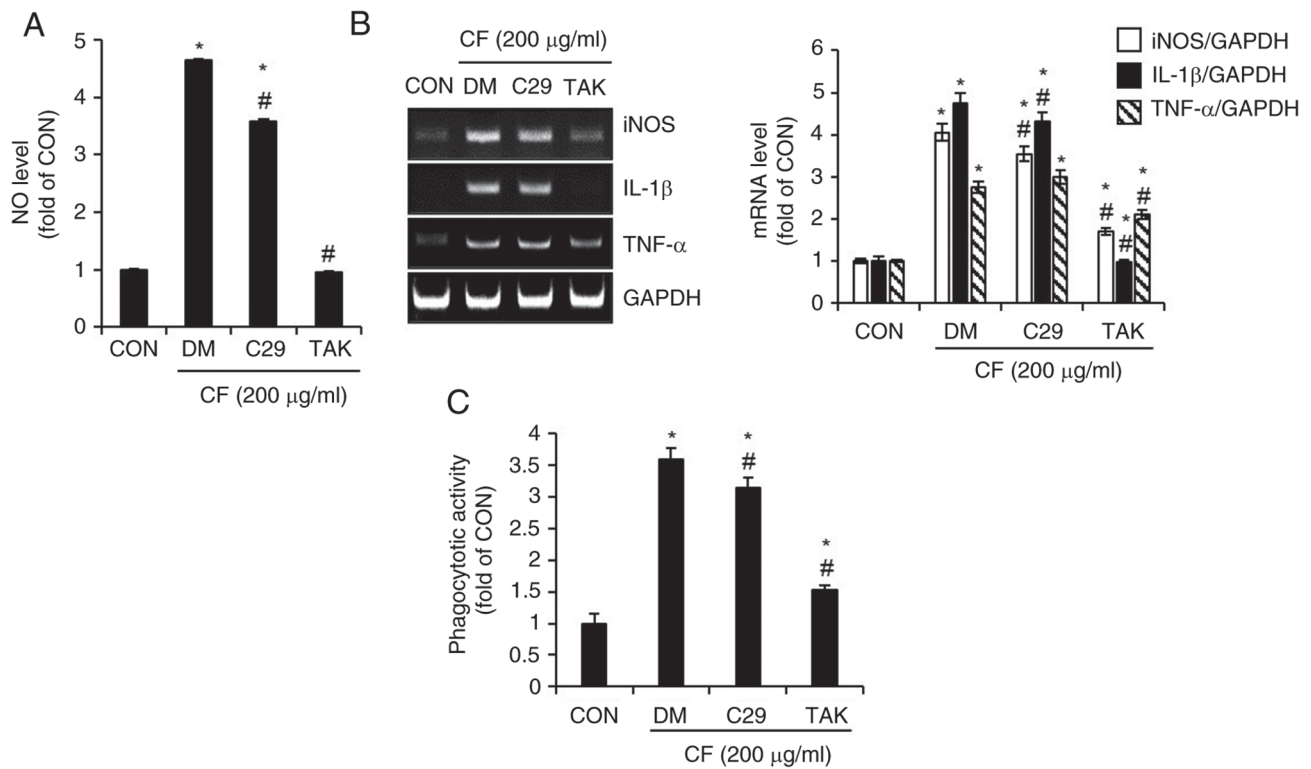 A
NO level
(fold of CON)
5
4
3
2
1
0
*
*
#
#
CON DM C29 TAK
CF (200 μg/ml)
B
CF (200 μg/ml)
CON DM C29 TAK
iNOS
IL-1β
TNF-α
GAPDH
mRNA level
(fold of CON)
6
5
4
3
2
1
0
iNOS/GAPDH
IL-1β/GAPDH
TNF-α/GAPDH
* * *
* * *
# #
* * *
# # #
CON DM C29 TAK
CF (200 μg/ml)
C
Phagocytotic activity
(fold of CON)
4
3.5
3
2.5
2
1.5
1
0.5
0
*
*
#
*
#
CON DM C29 TAK
CF (200 μg/ml)